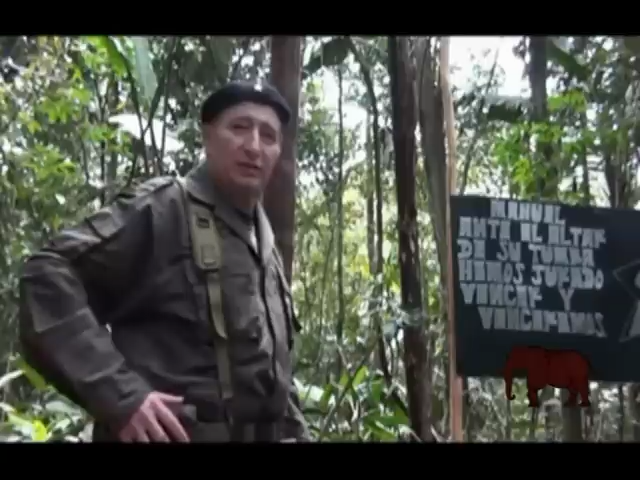 MANUEL
ANTE EL ALTAR
DE SU TUMBA
HEMOS JURADO
VENCER Y
VENCEREMOS